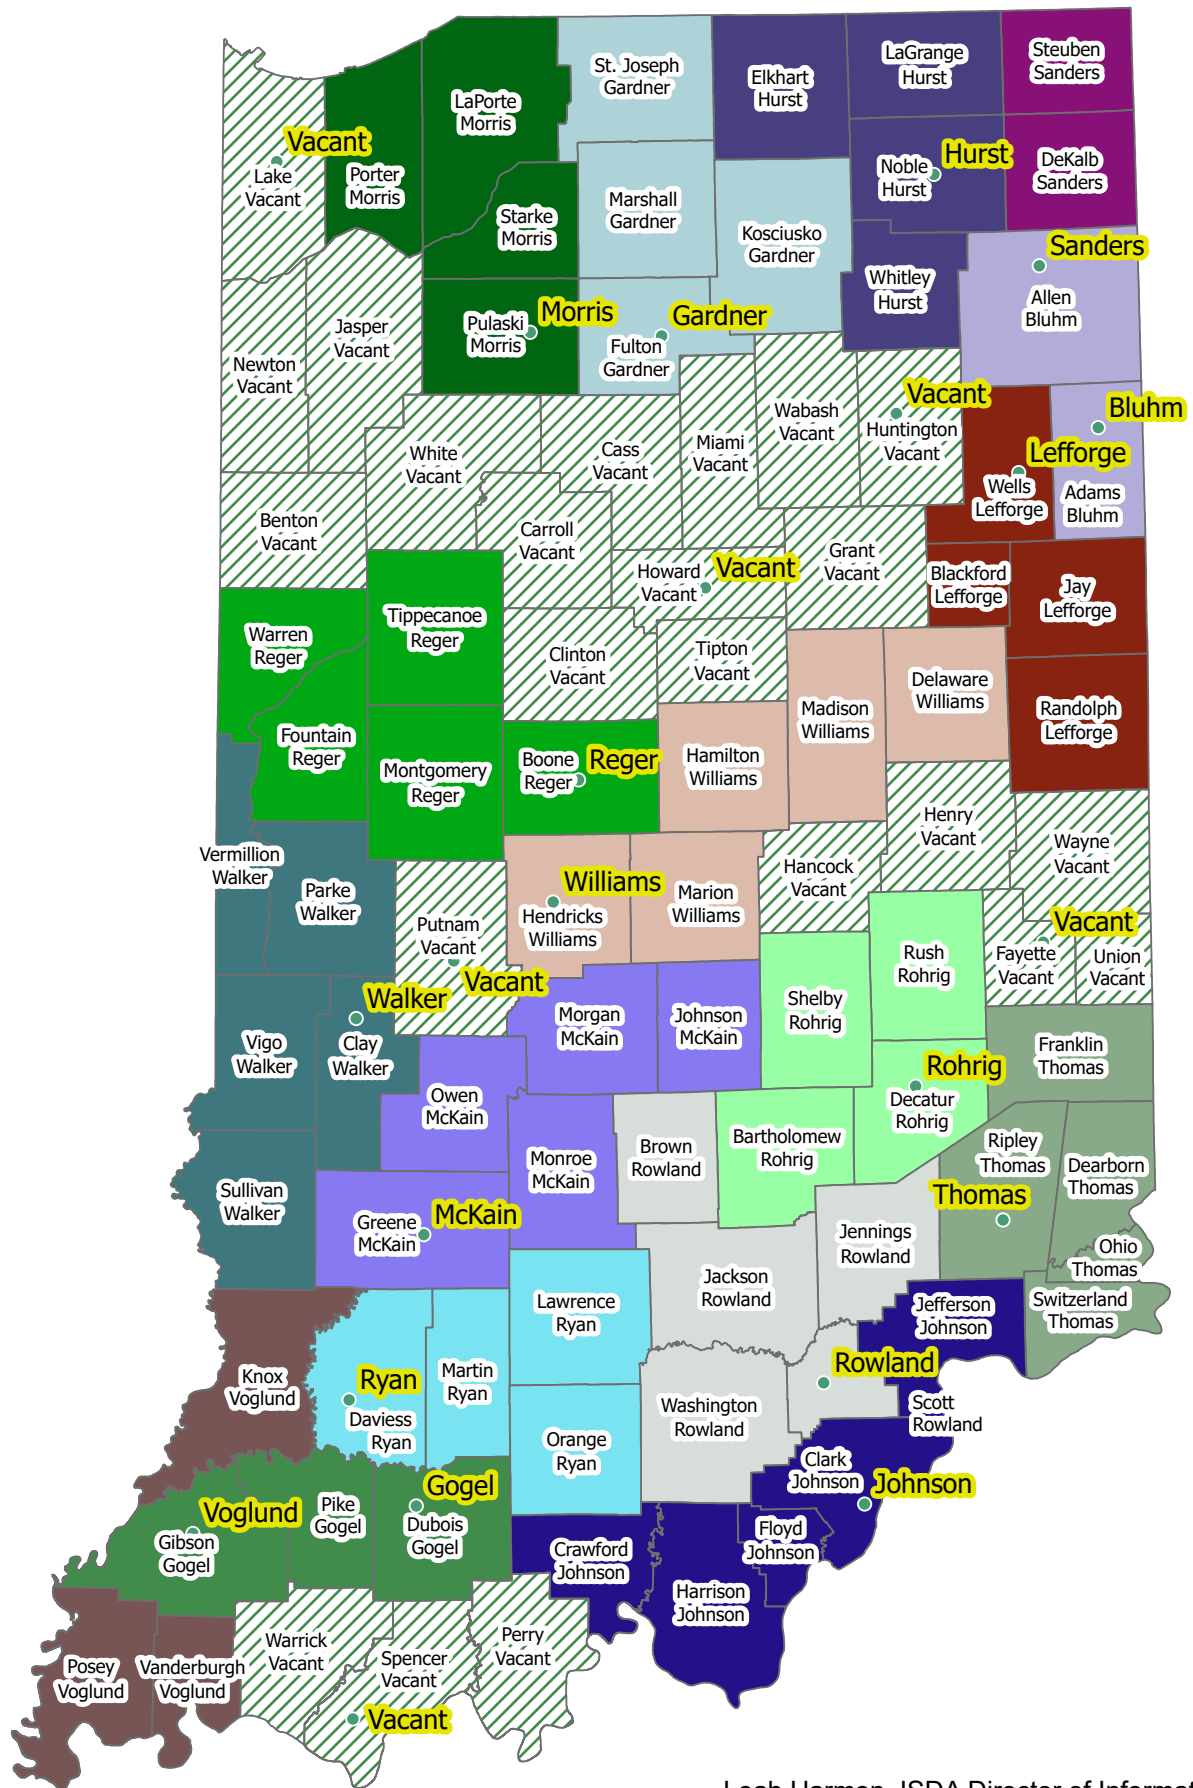 St. Joseph
Gardner
Elkhart
Hurst
LaGrange
Hurst
Steuben
Sanders
LaPorte
Morris
Vacant
Lake
Vacant
Porter
Morris
Starke
Morris
Marshall
Gardner
Kosciusko
Gardner
Noble
Hurst
Hurst
DeKalb
Sanders
Sanders
Whitley
Hurst
Allen
Bluhm
Newton
Vacant
Jasper
Vacant
Pulaski
Morris
Morris
Fulton
Gardner
Gardner
White
Vacant
Cass
Vacant
Miami
Vacant
Wabash
Vacant
Vacant
Huntington
Vacant
Bluhm
Lefforge
Wells
Lefforge
Adams
Bluhm
Benton
Vacant
Carroll
Vacant
Howard
Vacant
Vacant
Grant
Vacant
Blackford
Lefforge
Jay
Lefforge
Warren
Reger
Tippecanoe
Reger
Clinton
Vacant
Tipton
Vacant
Madison
Williams
Delaware
Williams
Randolph
Lefforge
Fountain
Reger
Montgomery
Reger
Boone
Reger
Reger
Hamilton
Williams
Henry
Vacant
Wayne
Vacant
Vermillion
Walker
Parke
Walker
Putnam
Vacant
Vacant
Williams
Hendricks
Williams
Marion
Williams
Hancock
Vacant
Rush
Rohrig
Vacant
Fayette
Vacant
Union
Vacant
Walker
Vigo
Walker
Clay
Walker
Morgan
McKain
Johnson
McKain
Shelby
Rohrig
Rohrig
Decatur
Rohrig
Franklin
Thomas
Owen
McKain
Monroe
McKain
Brown
Rowland
Bartholomew
Rohrig
Ripley
Thomas
Thomas
Dearborn
Thomas
Sullivan
Walker
Greene
McKain
McKain
Jennings
Rowland
Ohio
Thomas
Lawrence
Ryan
Jackson
Rowland
Jefferson
Johnson
Switzerland
Thomas
Knox
Voglund
Ryan
Daviess
Ryan
Martin
Ryan
Rowland
Scott
Rowland
Washington
Rowland
Orange
Ryan
Clark
Johnson
Johnson
Voglund
Gibson
Gogel
Pike
Gogel
Gogel
Dubois
Gogel
Crawford
Johnson
Floyd
Johnson
Harrison
Johnson
Posey
Voglund
Vanderburgh
Voglund
Warrick
Vacant
Spencer
Vacant
Perry
Vacant
Vacant